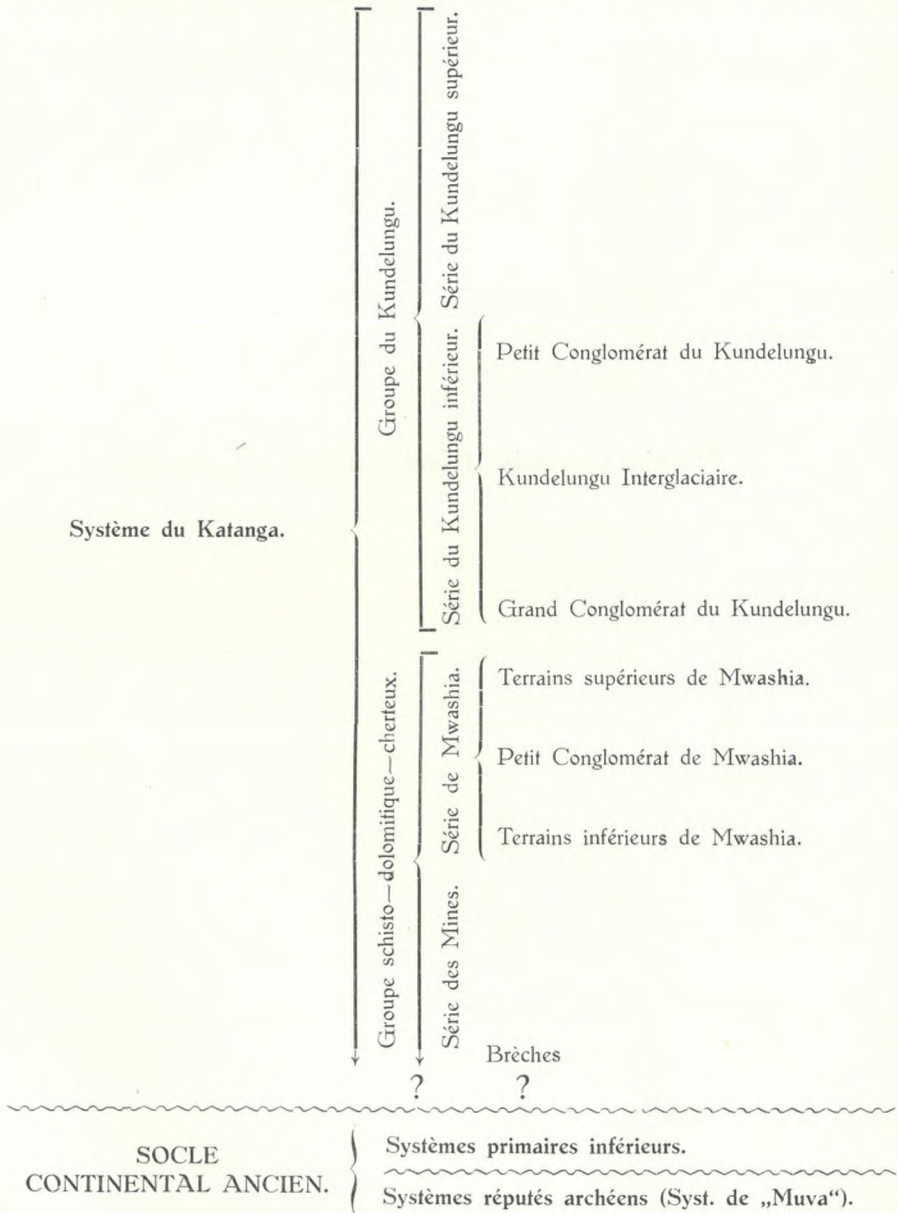 Système du Katanga.
Groupe du Kundelungu.
Série du Kundelungu supérieur.
Série du Kundelungu inférieur.
Petit Conglomérat du Kundelungu.
Kundelungu Interglaciaire.
Grand Conglomérat du Kundelungu.
Groupe schisto—dolomitique—cherteux.
Série de Mwashia.
Terrains supérieurs de Mwashia.
Petit Conglomérat de Mwashia.
Terrains inférieurs de Mwashia.
Série des Mines.
Brèches
? ?
SOCLE
CONTINENTAL ANCIEN.
Systèmes primaires inférieurs.
Systèmes réputés archéens (Syst. de „Muva“).